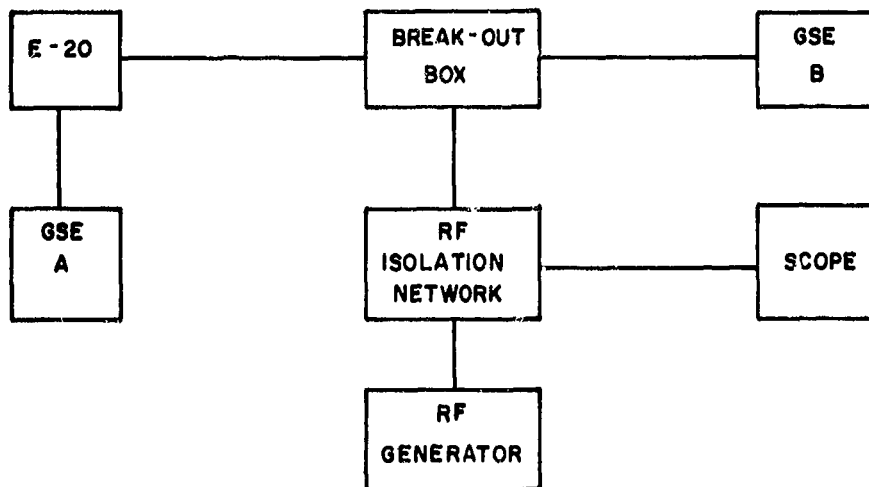 E-20
BREAK-OUT
BOX
GSE
B
GSE
A
RF
ISOLATION
NETWORK
SCOPE
RF
GENERATOR